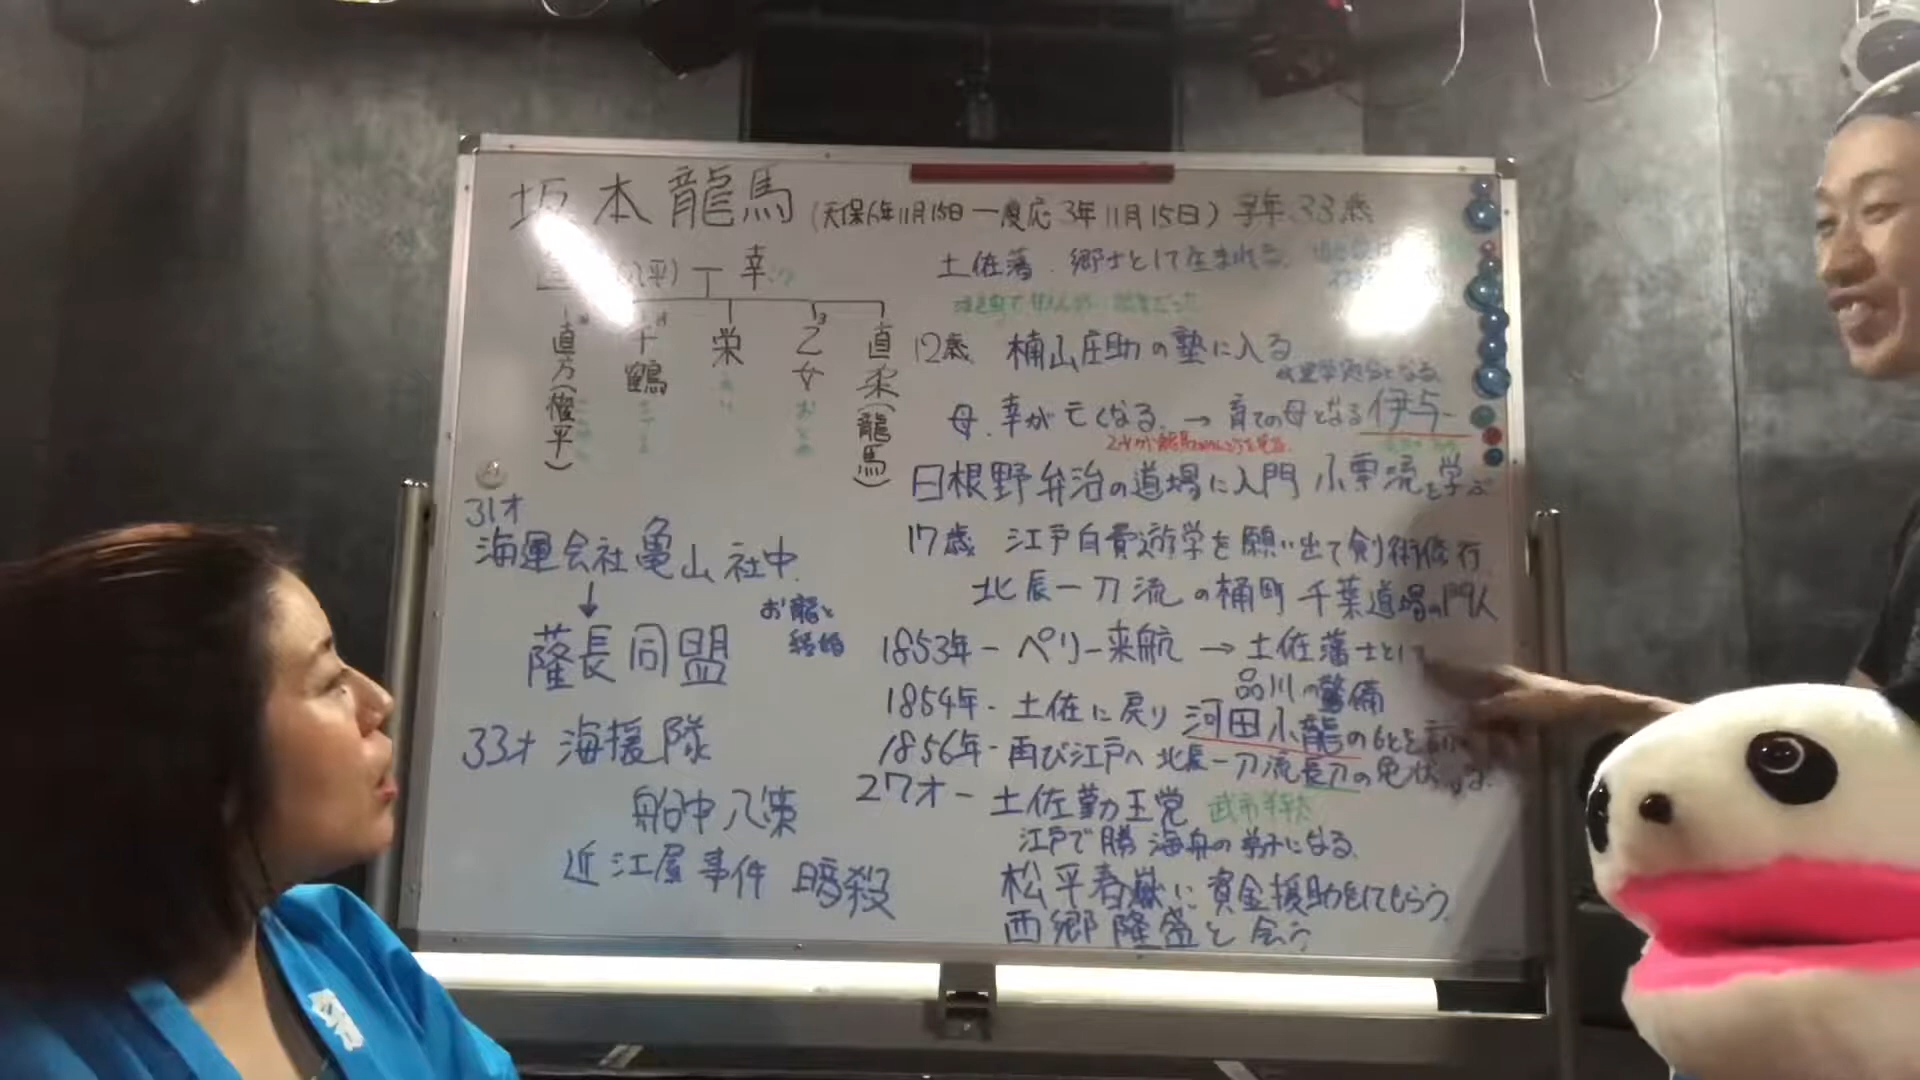 坂本龍馬 (天保6年11月15日ー慶応3年11月15日) 享年33歳
八平) 幸
直方(権平)
千鶴
栄
乙女
直柔(龍馬)
土佐藩. 郷士として生まれる.
12歳 楠山庄助の塾に入る
母.幸が亡くなる.→育ての母となる伊与
日根野弁治の道場に入門 小栗流を学ぶ
17歳 江戸自費遊学を願い出て剣術修行
北辰一刀流の桶町千葉道場の門人
1853年ーペリー来航→土佐藩士として
品川の警備
1854年-土佐に戻り河田小龍のもとを
1856年-再び江戸へ 北辰一刀流長刀の免状
27才ー土佐勤王党 武市半平太
江戸で勝海舟の弟子になる.
松平春嶽に資金援助をしてもらう.
西郷隆盛と会う
31才
海運会社亀山社中.
↓
薩長同盟
お龍と
結婚
33才 海援隊
船中八策
近江屋事件 暗殺